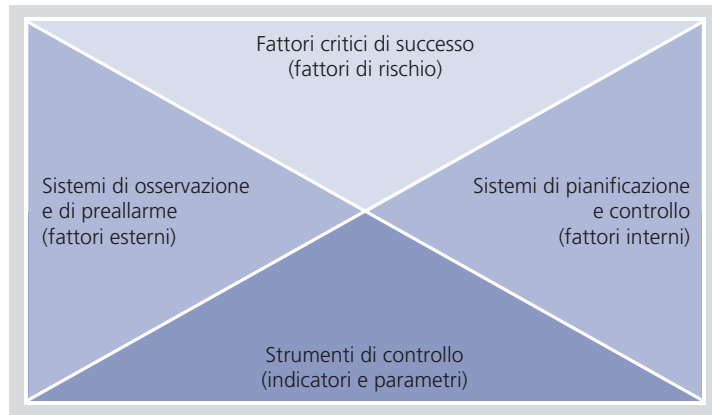 Fattori critici di successo
(fattori di rischio)
Sistemi di osservazione
e di preallarme
(fattori esterni)
Sistemi di pianificazione
e controllo
(fattori interni)
Strumenti di controllo
(indicatori e parametri)